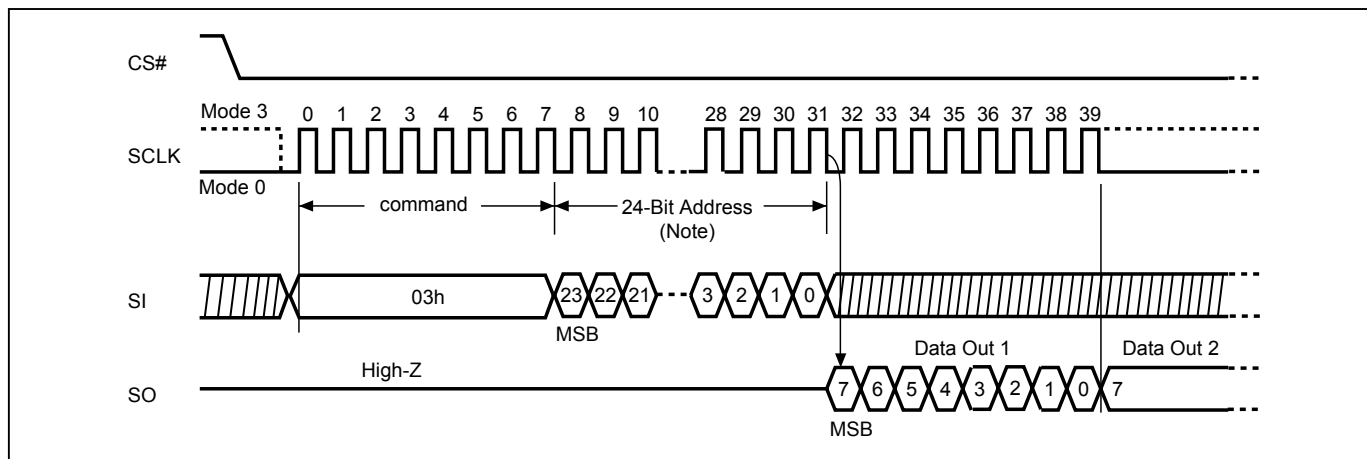 CS#
Mode 3
0 1 2 3 4 5 6 7 8 9 10 28 29 30 31 32 33 34 35 36 37 38 39
SCLK
Mode 0
command
24-Bit Address
(Note)
SI
03h
23 22 21 3 2 1 0
MSB
Data Out 1
Data Out 2
High-Z
SO
7 6 5 4 3 2 1 0 7
MSB